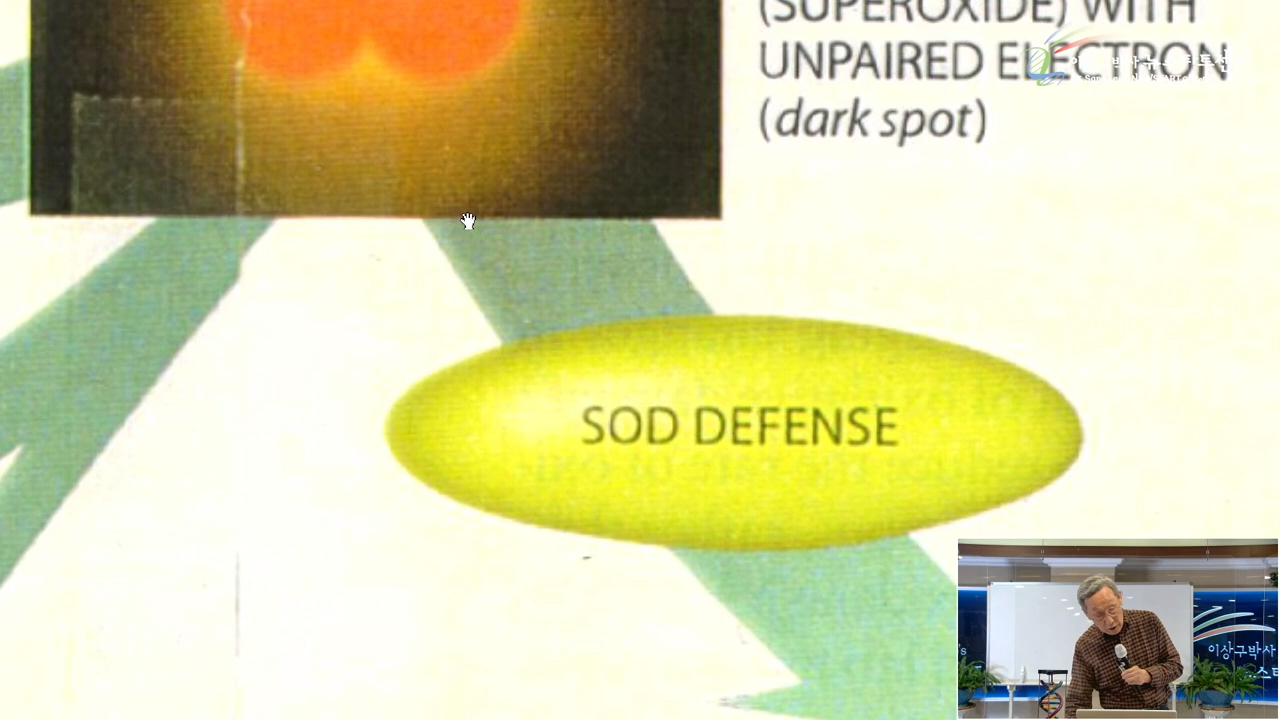 (SUPEROXIDE) WITH
UNPAIRED ELECTRON
(dark spot)
SOD DEFENSE
이상구박사